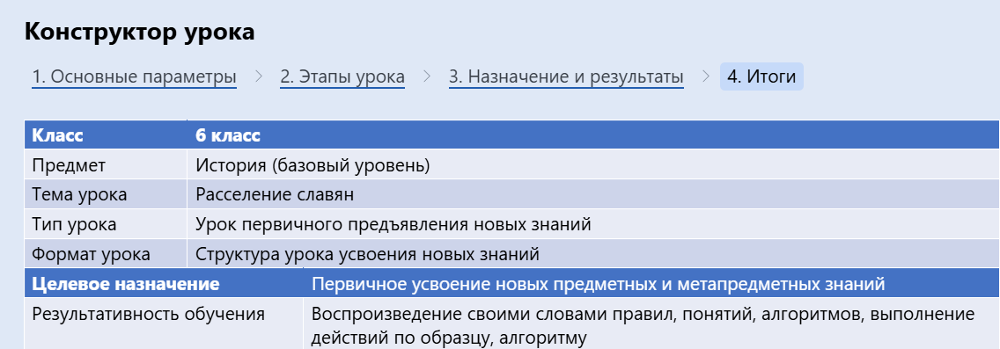 Конструктор урока
1. Основные параметры > 2. Этапы урока > 3. Назначение и результаты > 4. Итоги
Класс 6 класс
Предмет История (базовый уровень)
Тема урока Расселение славян
Тип урока Урок первичного предъявления новых знаний
Формат урока Структура урока усвоения новых знаний
Целевое назначение Первичное усвоение новых предметных и метапредметных знаний
Результативность обучения Воспроизведение своими словами правил, понятий, алгоритмов, выполнение
действий по образцу, алгоритму